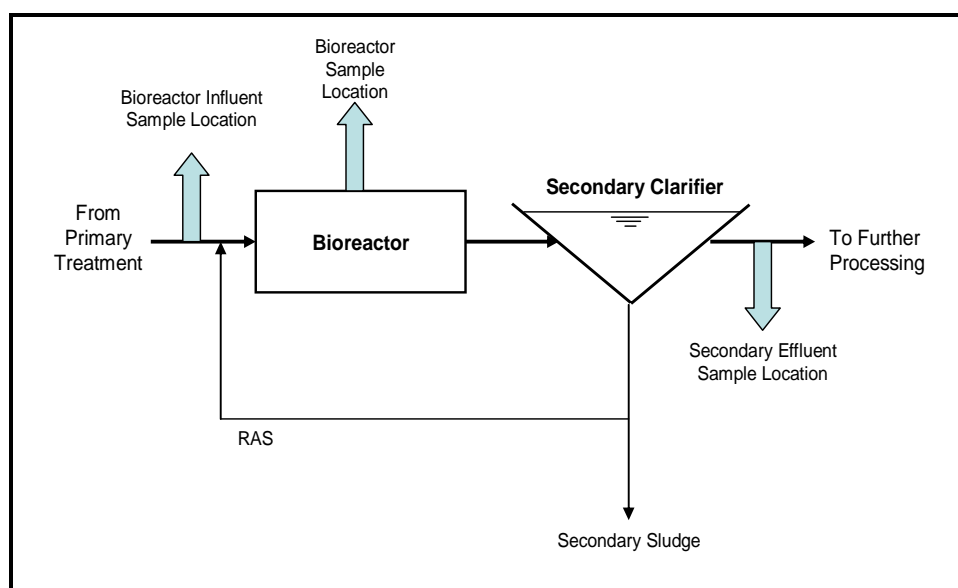 Bioreactor
Sample
Location
Bioreactor Influent
Sample Location
Secondary Clarifier
From
Primary
Treatment
Bioreactor
To Further
Processing
Secondary Effluent
Sample Location
RAS
Secondary Sludge